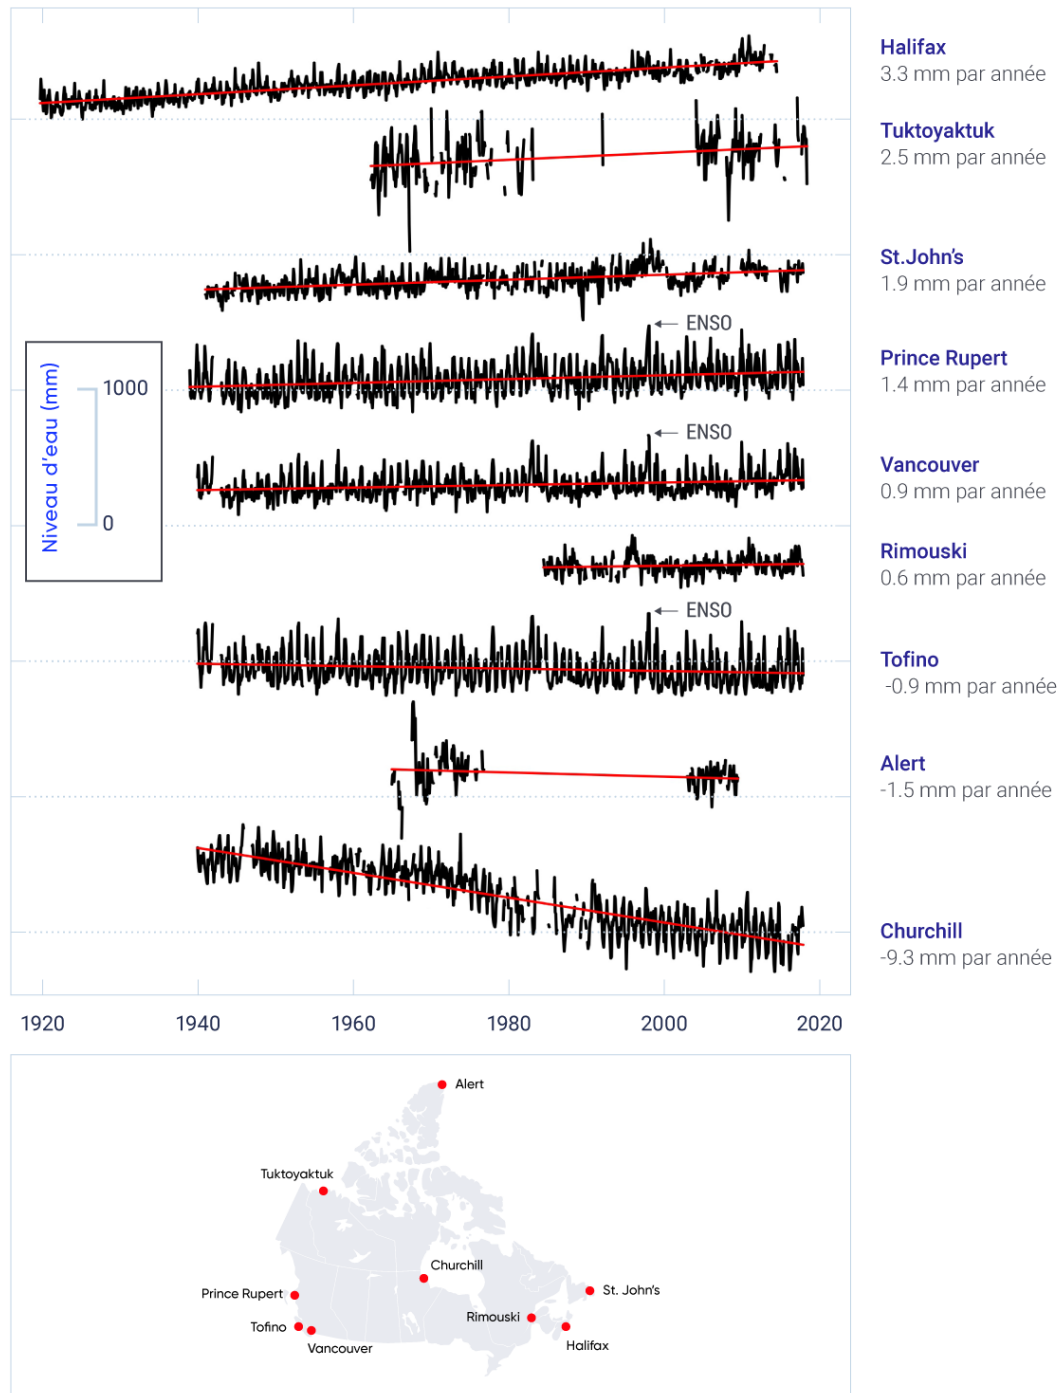 Halifax
3.3 mm par année
Tuktoyaktuk
2.5 mm par année
St.John's
1.9 mm par année
ENSO
Prince Rupert
1.4 mm par année
Niveau d'eau (mm)
1000
0
ENSO
Vancouver
0.9 mm par année
Rimouski
0.6 mm par année
ENSO
Tofino
-0.9 mm par année
Alert
-1.5 mm par année
Churchill
-9.3 mm par année
1920 1940 1960 1980 2000 2020
Alert
Tuktoyaktuk
Churchill
Prince Rupert
St. John's
Rimouski
Tofino
Halifax
Vancouver